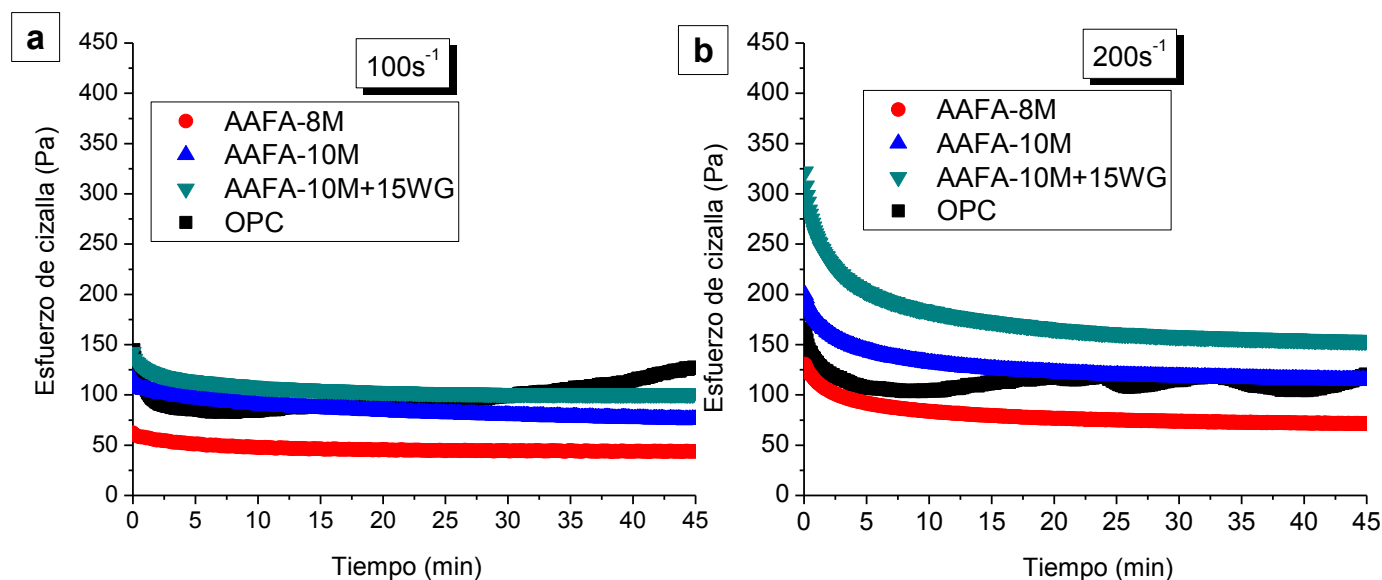 a
100s⁻¹
AAFA-8M
AAFA-10M
AAFA-10M+15WG
OPC
Esfuerzo de cizalla (Pa)
450
400
350
300
250
200
150
100
50
0
0 5 10 15 20 25 30 35 40 45
Tiempo (min)
b
200s⁻¹
AAFA-8M
AAFA-10M
AAFA-10M+15WG
OPC
Esfuerzo de cizalla (Pa)
450
400
350
300
250
200
150
100
50
0
0 5 10 15 20 25 30 35 40 45
Tiempo (min)